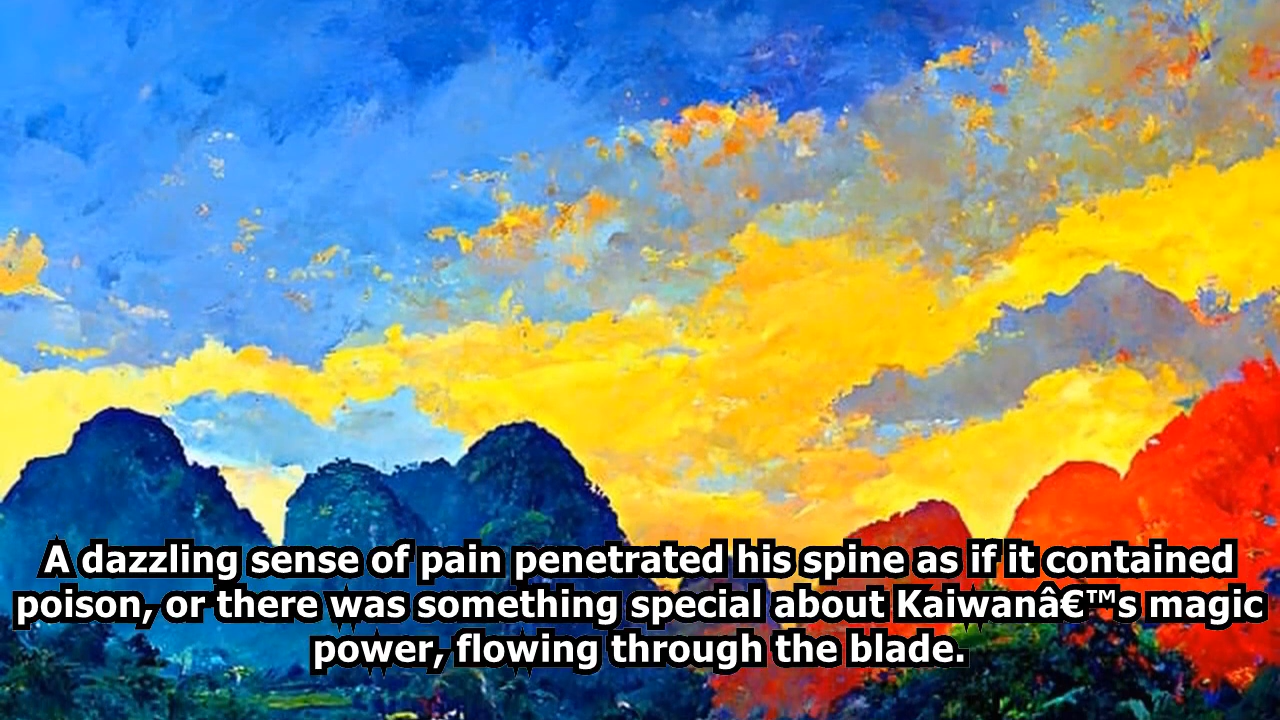 A dazzling sense of pain penetrated his spine as if it contained
poison, or there was something special about Kaiwanâ€™s magic
power, flowing through the blade.